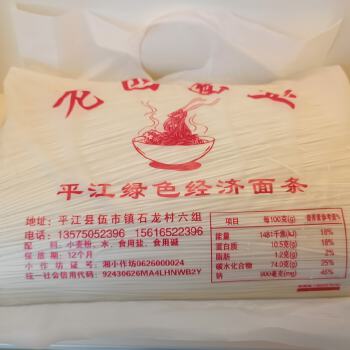 平江绿色经济面条
地址：平江县伍市镇石龙村六组
电话：13575052396 15616522396
配 料：小麦粉、水、食用盐、食用碱
保 质 期：12个月
小 作 坊 证 号：湘小作坊0626000024
统一社会信用代码：92430626MA4LHNWB2Y
项目 每100克(g) 营养素参考值%
能量 1481千焦(kJ) 18%
蛋白质 10.5克(g) 18%
脂肪 1.2克(g) 2%
碳水化合物 74.0克(g) 25%
钠 900毫克(mg) 45%